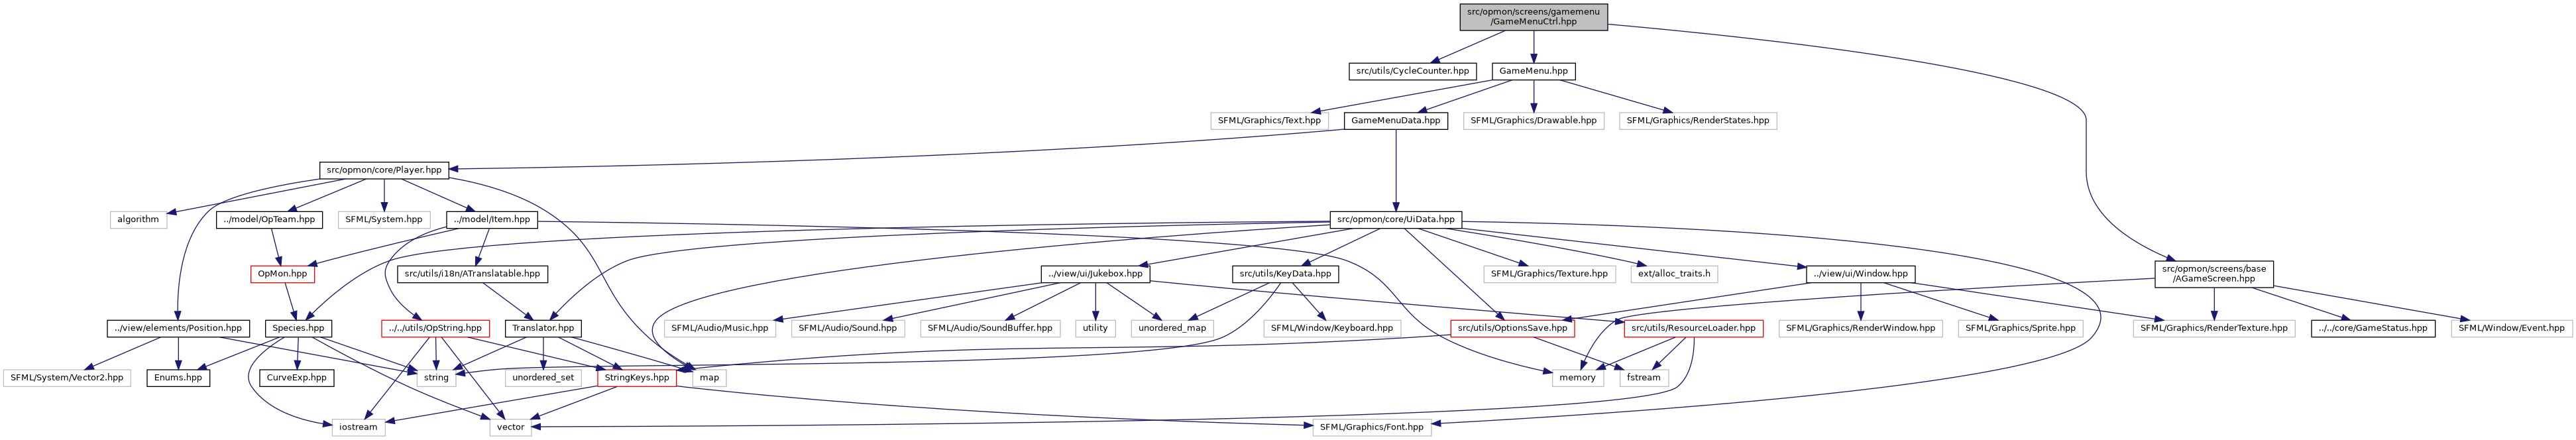 src/opmon/screens/gamemenu
/GameMenuCtrl.hpp
src/utils/CycleCounter.hpp
GameMenu.hpp
SFML/Graphics/Text.hpp
GameMenuData.hpp
SFML/Graphics/Drawable.hpp
SFML/Graphics/RenderStates.hpp
src/opmon/core/Player.hpp
algorithm
../model/OpTeam.hpp
SFML/System.hpp
../model/Item.hpp
src/opmon/core/UiData.hpp
OpMon.hpp
src/utils/i18n/ATranslatable.hpp
../view/ui/Jukebox.hpp
src/utils/KeyData.hpp
SFML/Graphics/Texture.hpp
ext/alloc_traits.h
../view/ui/Window.hpp
src/opmon/screens/base
/AGameScreen.hpp
../view/elements/Position.hpp
Species.hpp
../../utils/OpString.hpp
Translator.hpp
SFML/Audio/Music.hpp
SFML/Audio/Sound.hpp
SFML/Audio/SoundBuffer.hpp
utility
unordered_map
SFML/Window/Keyboard.hpp
src/utils/OptionsSave.hpp
src/utils/ResourceLoader.hpp
SFML/Graphics/RenderWindow.hpp
SFML/Graphics/Sprite.hpp
SFML/Graphics/RenderTexture.hpp
../../core/GameStatus.hpp
SFML/Window/Event.hpp
SFML/System/Vector2.hpp
Enums.hpp
CurveExp.hpp
string
unordered_set
StringKeys.hpp
map
memory
fstream
iostream
vector
SFML/Graphics/Font.hpp